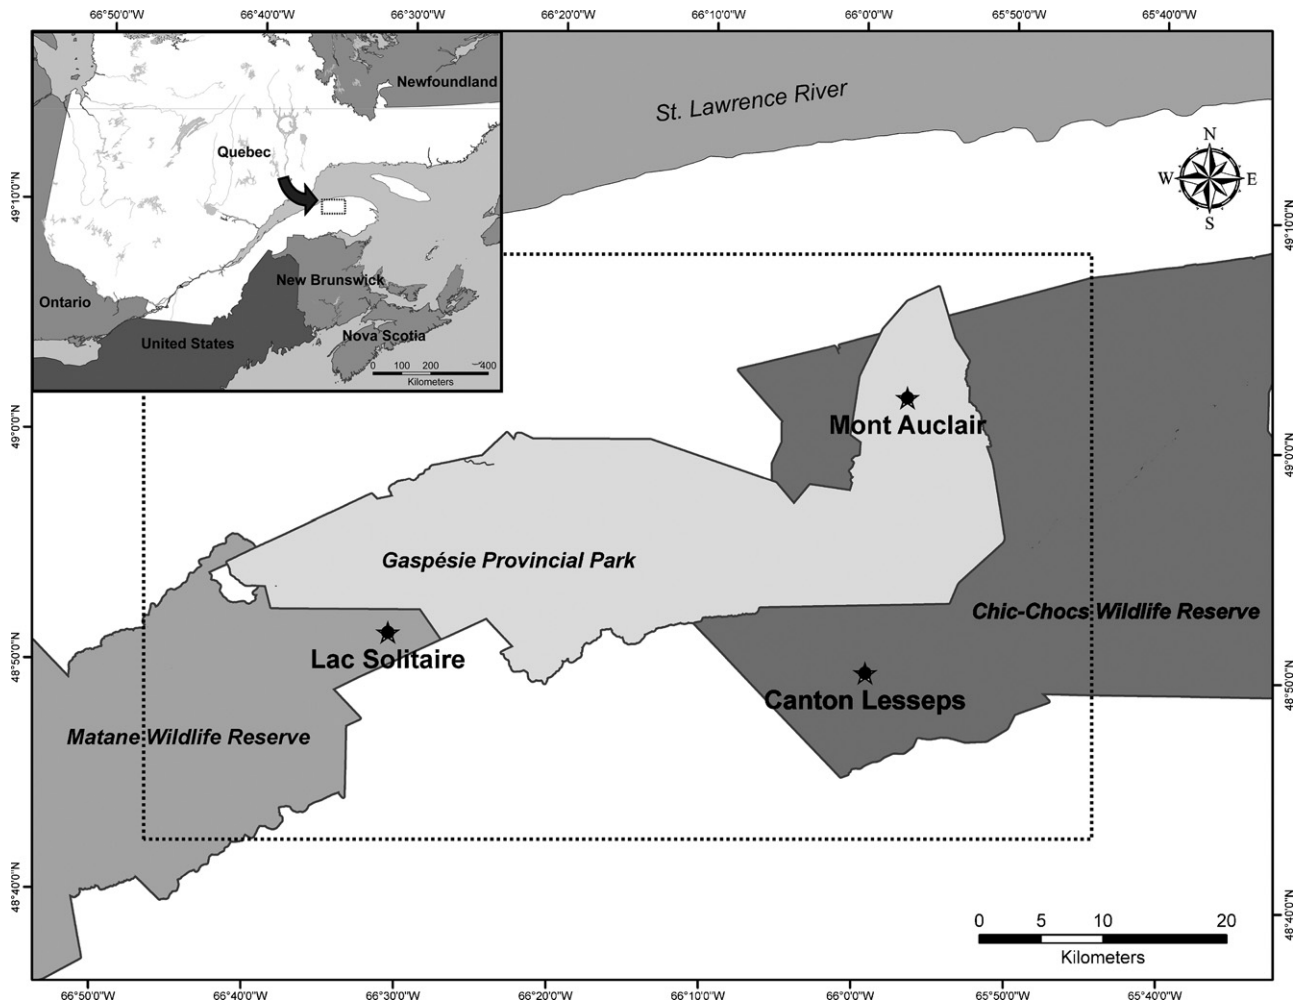 66°50'0"W 66°40'0"W 66°30'0"W 66°20'0"W 66°10'0"W 66°0'0"W 65°50'0"W 65°40'0"W
Newfoundland
St. Lawrence River
Quebec
N
W E
S
49°10'0"N
49°10'0"N
New Brunswick
Ontario
Nova Scotia
United States
0 100 200 400
Kilometers
49°0'0"N
Mont Auclair
49°0'0"N
Gaspésie Provincial Park
Chic-Chocs Wildlife Reserve
48°50'0"N
Lac Solitaire
48°50'0"N
Canton Lesseps
Matane Wildlife Reserve
48°40'0"N
48°40'0"N
0 5 10 20
Kilometers
66°50'0"W 66°40'0"W 66°30'0"W 66°20'0"W 66°10'0"W 66°0'0"W 65°50'0"W 65°40'0"W